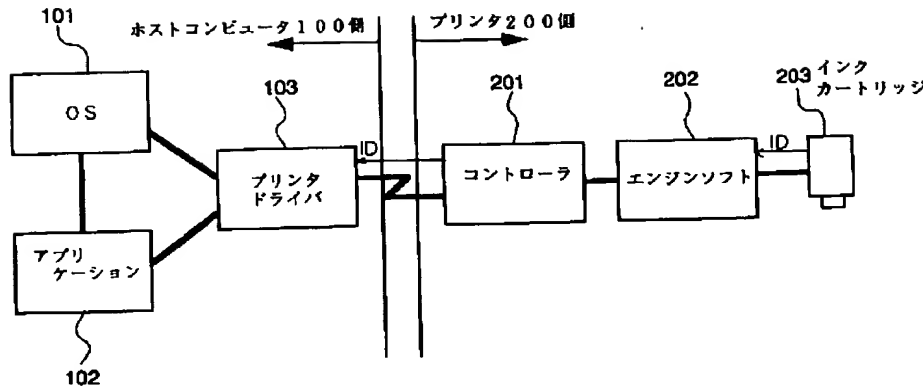 101
ホストコンピュータ100側
プリンタ200側
OS
103
プリンタ
ドライバ
ID
201
コントローラ
202
エンジンソフト
203
インク
カートリッジ
ID
アプリ
ケーション
102